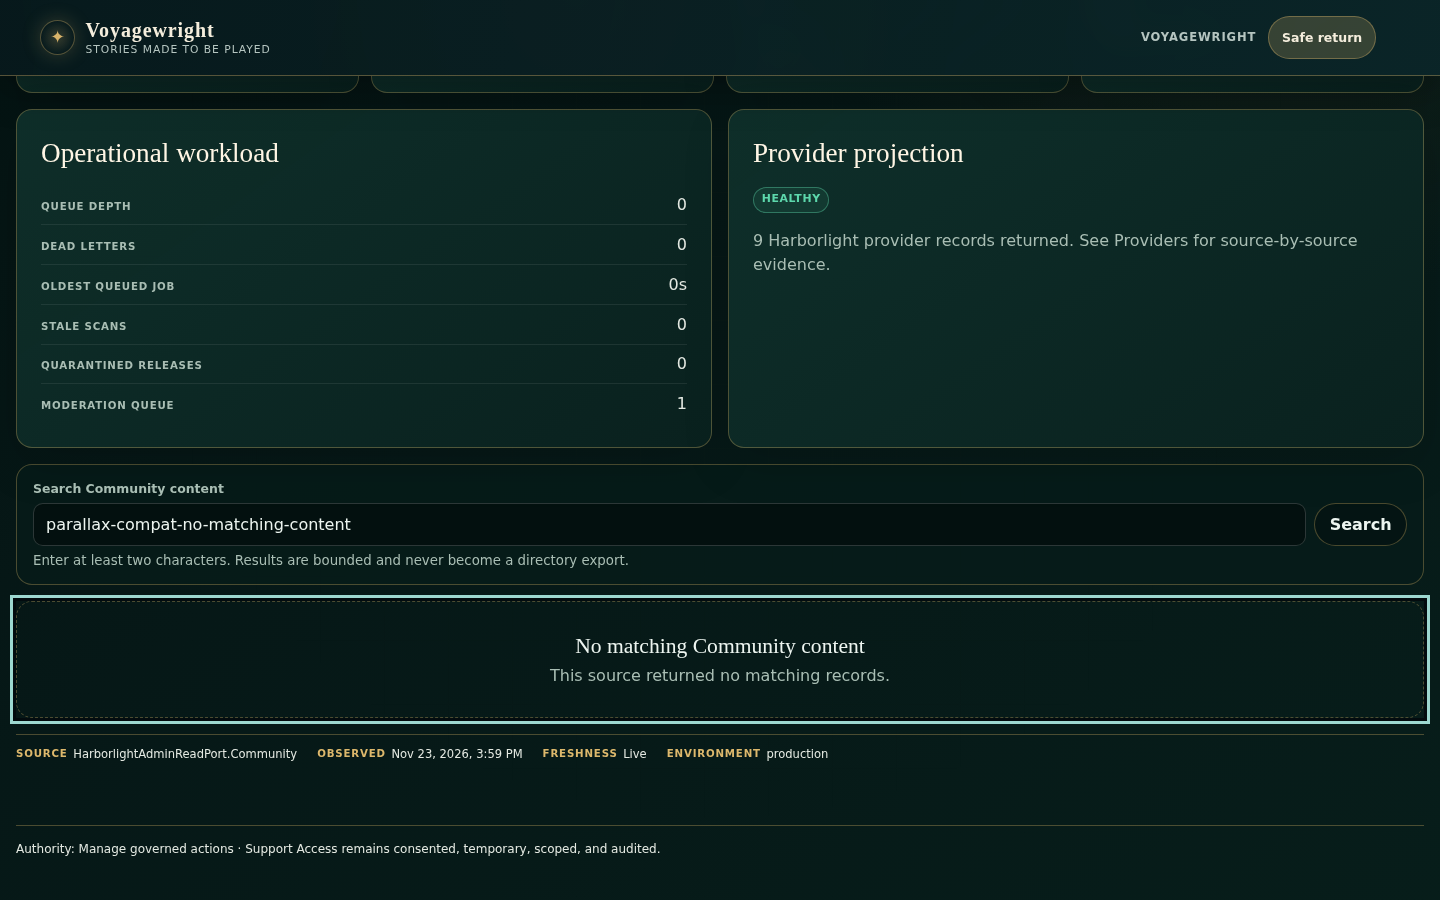 Voyagewright
STORIES MADE TO BE PLAYED
VOYAGEWRIGHT
Safe return
Operational workload
QUEUE DEPTH 0
DEAD LETTERS 0
OLDEST QUEUED JOB 0s
STALE SCANS 0
QUARANTINED RELEASES 0
MODERATION QUEUE 1
Provider projection
HEALTHY
9 Harborlight provider records returned. See Providers for source-by-source
evidence.
Search Community content
parallax-compat-no-matching-content
Search
Enter at least two characters. Results are bounded and never become a directory export.
No matching Community content
This source returned no matching records.
SOURCE HarborlightAdminReadPort.Community OBSERVED Nov 23, 2026, 3:59 PM FRESHNESS Live ENVIRONMENT production
Authority: Manage governed actions · Support Access remains consented, temporary, scoped, and audited.